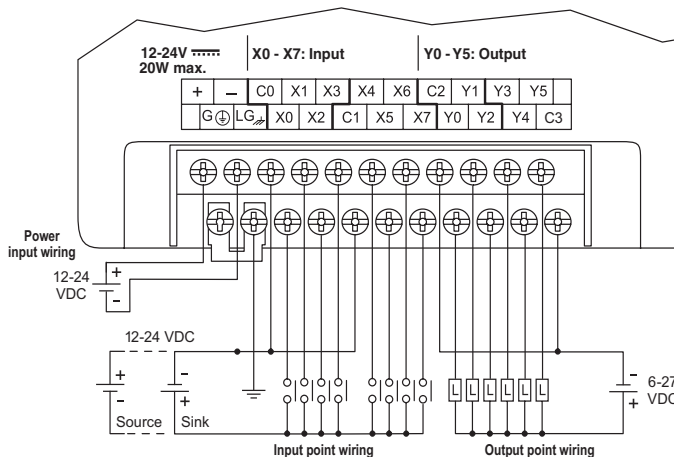 12-24V
20W max.
X0 - X7: Input
Y0 - Y5: Output
+ – C0 X1 X3 X4 X6 C2 Y1 Y3 Y5
G LG X0 X2 C1 X5 X7 Y0 Y2 Y4 C3
Power
input wiring
+
12-24
VDC
-
12-24 VDC
+
-
-
+
Source
Sink
L L L L L L
-
+
6-27
VDC
Input point wiring
Output point wiring